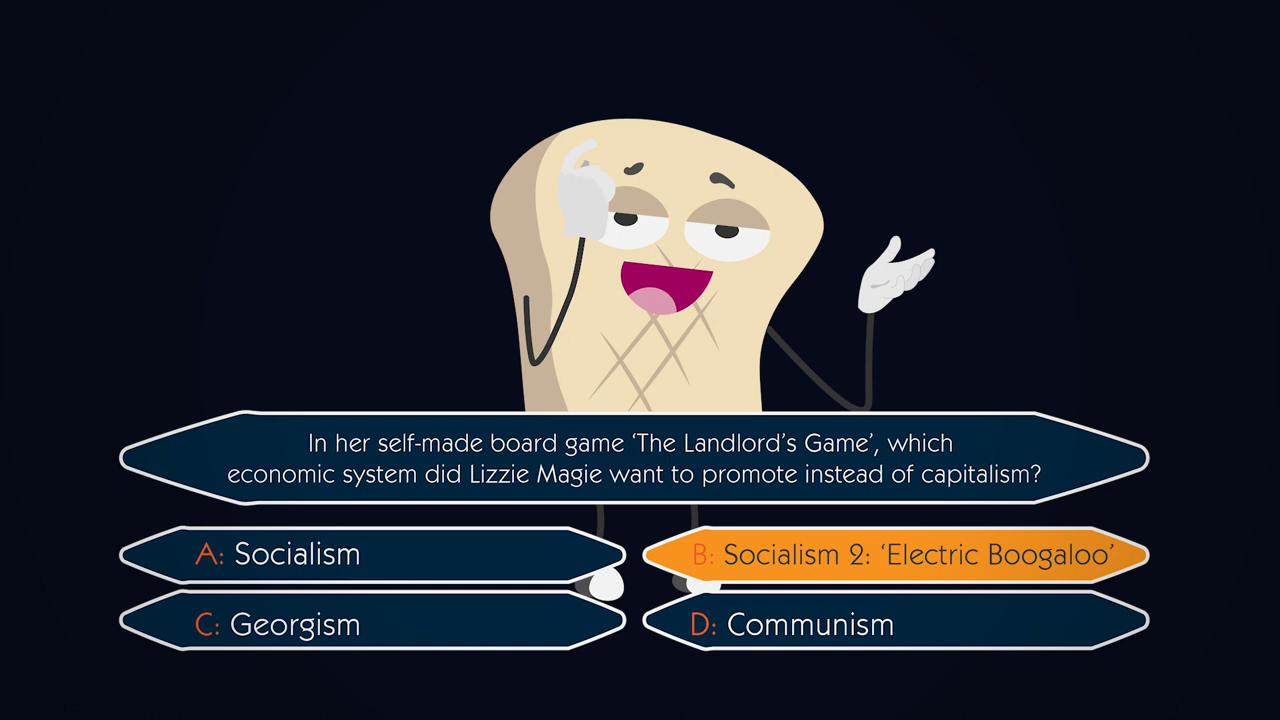 In her self-made board game ‘The Landlord’s Game’, which
economic system did Lizzie Magie want to promote instead of capitalism?
A: Socialism
B: Socialism 2: ‘Electric Boogaloo’
C: Georgism
D: Communism